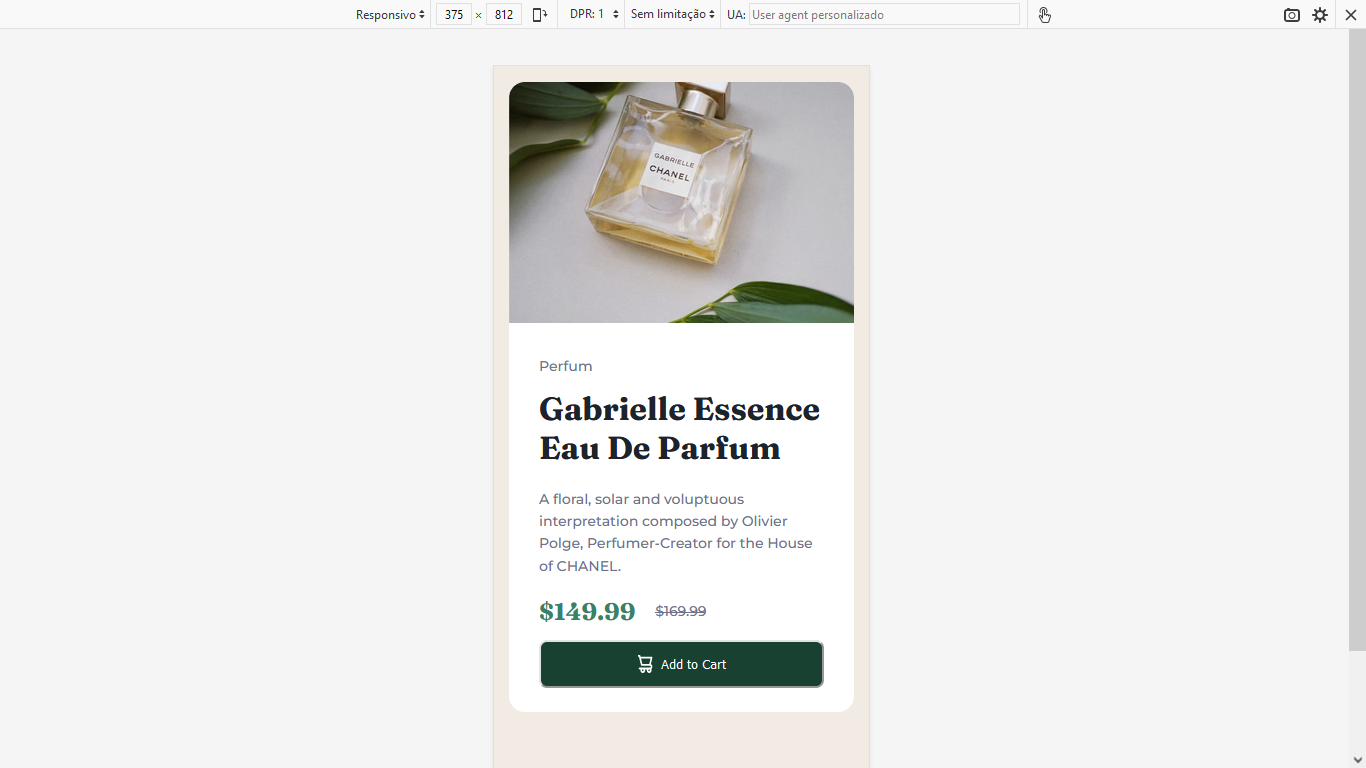 Responsivo 375 × 812 DPR: 1 Sem limitação UA: User agent personalizado
GABRIELLE
CHANEL
PARIS
Perfum
Gabrielle Essence
Eau De Parfum
A floral, solar and voluptuous
interpretation composed by Olivier
Polge, Perfumer-Creator for the House
of CHANEL.
$149.99 $169.99
Add to Cart